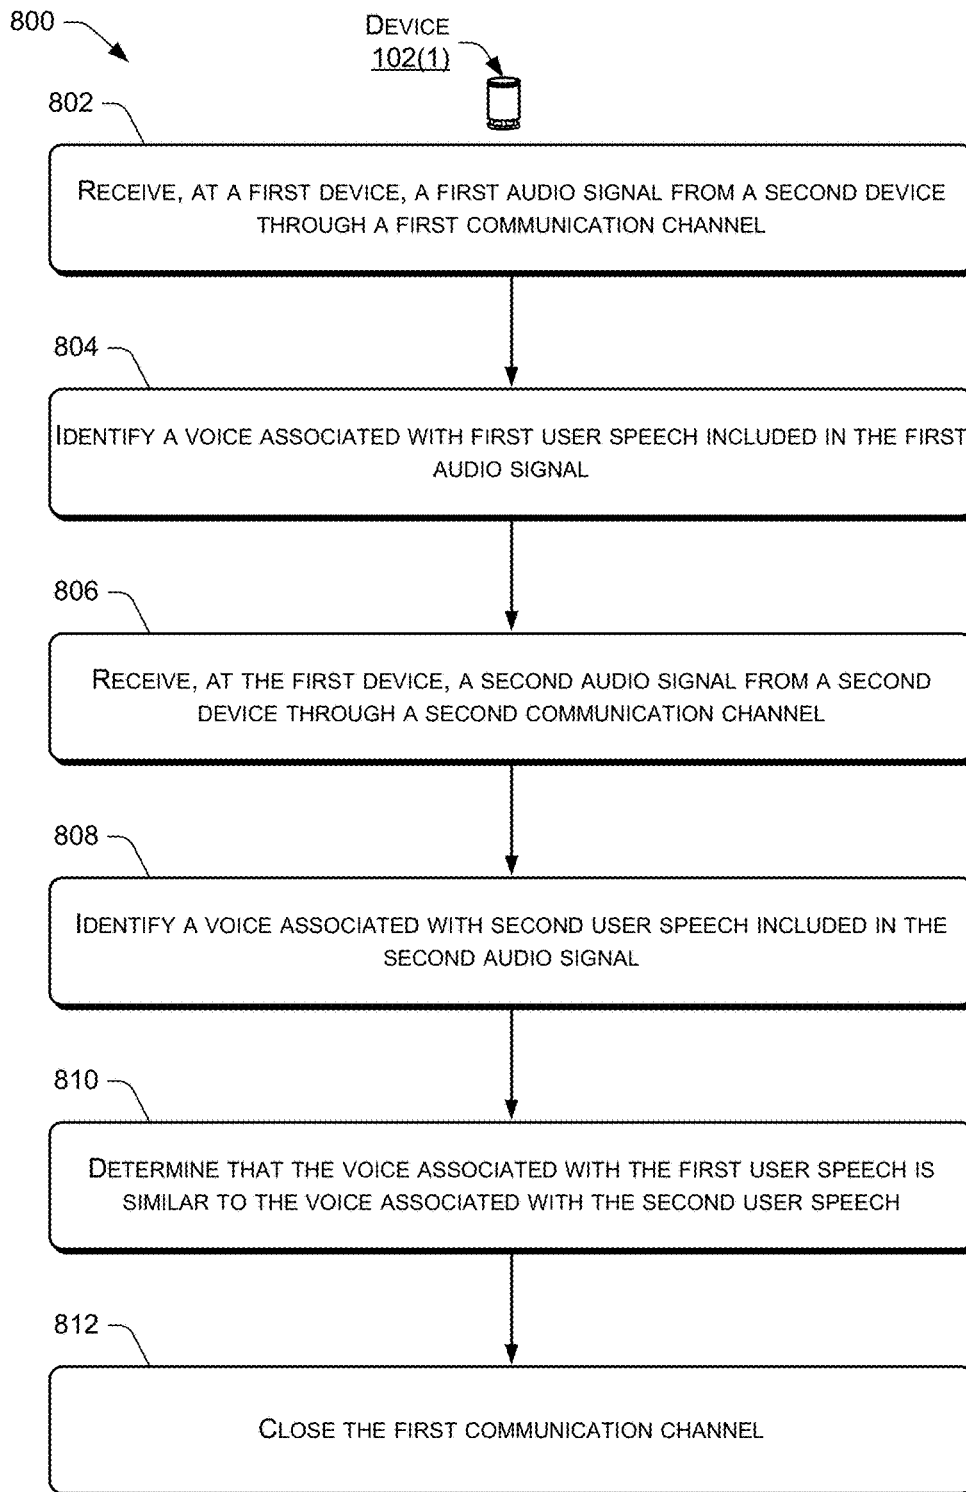 800
DEVICE
102(1)
802
RECEIVE, AT A FIRST DEVICE, A FIRST AUDIO SIGNAL FROM A SECOND DEVICE
THROUGH A FIRST COMMUNICATION CHANNEL
804
IDENTIFY A VOICE ASSOCIATED WITH FIRST USER SPEECH INCLUDED IN THE FIRST
AUDIO SIGNAL
806
RECEIVE, AT THE FIRST DEVICE, A SECOND AUDIO SIGNAL FROM A SECOND
DEVICE THROUGH A SECOND COMMUNICATION CHANNEL
808
IDENTIFY A VOICE ASSOCIATED WITH SECOND USER SPEECH INCLUDED IN THE
SECOND AUDIO SIGNAL
810
DETERMINE THAT THE VOICE ASSOCIATED WITH THE FIRST USER SPEECH IS
SIMILAR TO THE VOICE ASSOCIATED WITH THE SECOND USER SPEECH
812
CLOSE THE FIRST COMMUNICATION CHANNEL